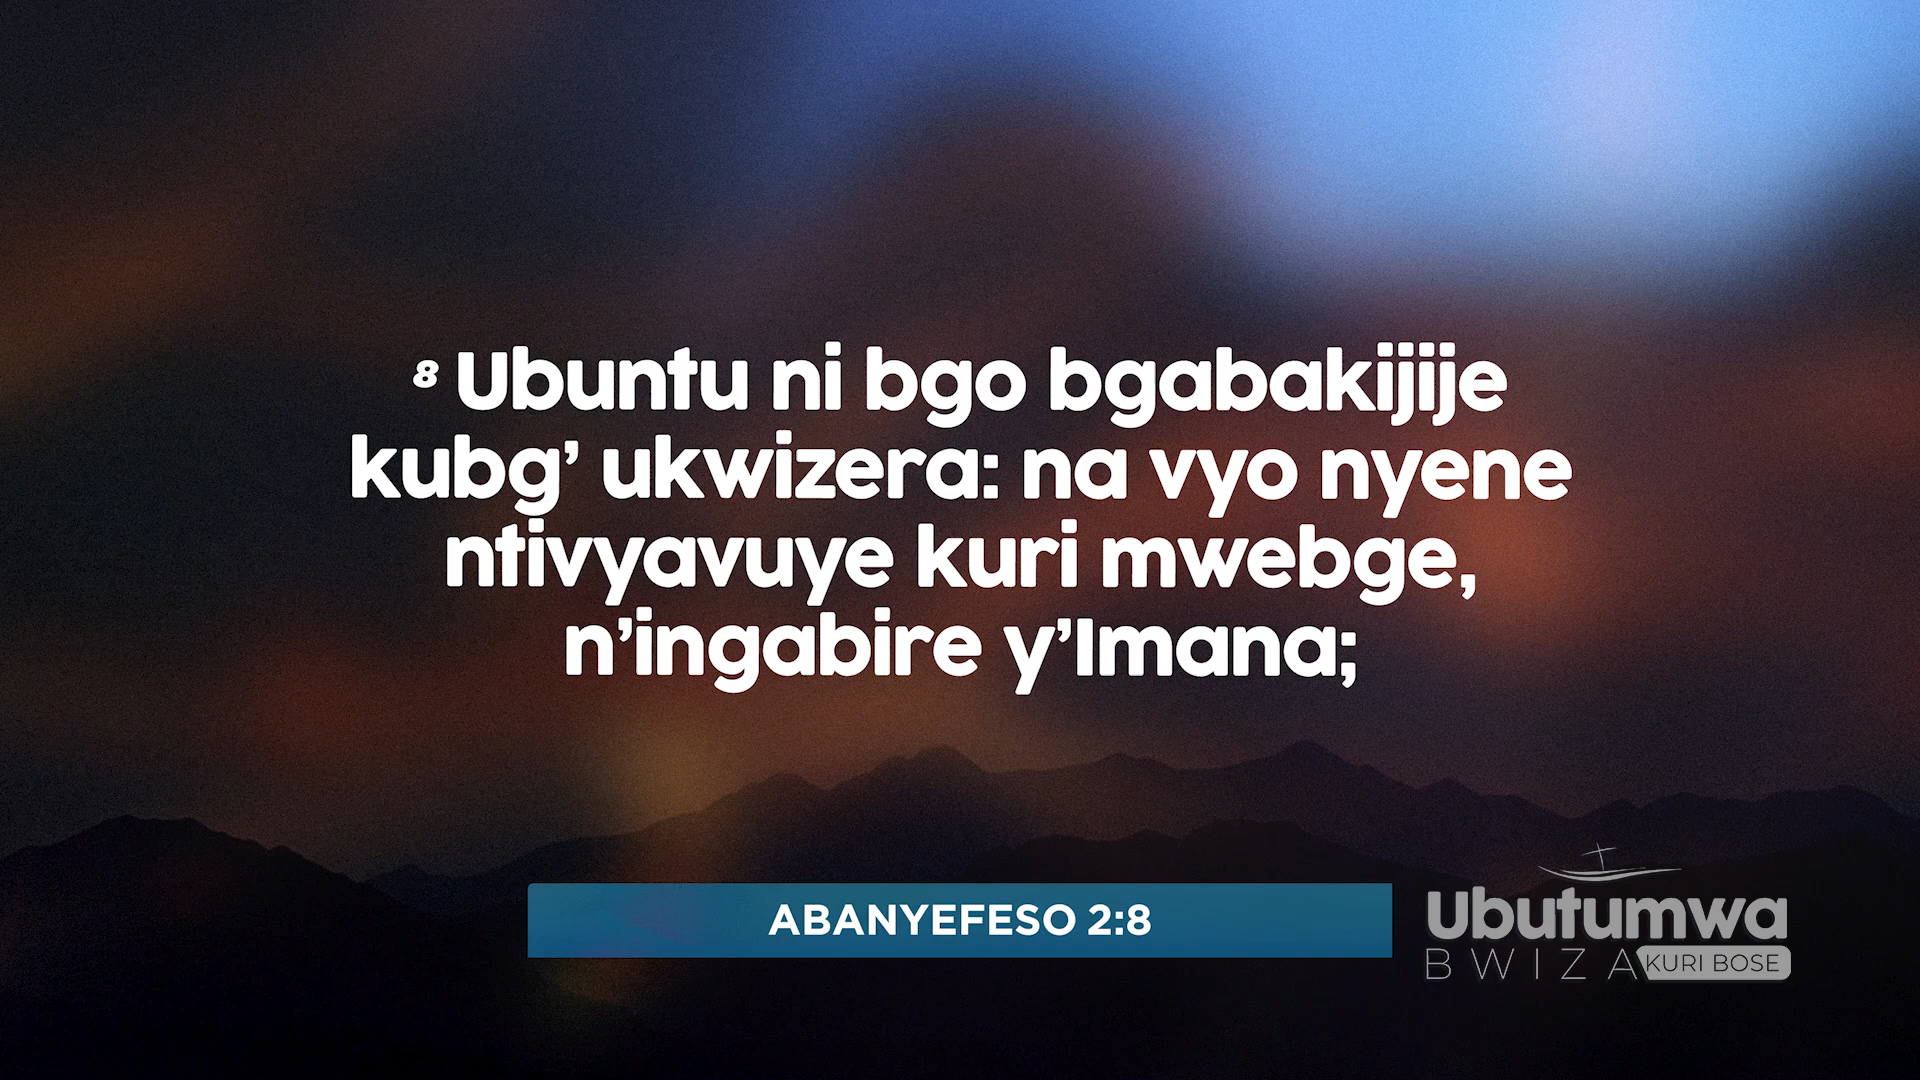 8 Ubuntu ni bgo bgabakijije
kubg’ ukwizera: na vyo nyene
ntivyavuye kuri mwebge,
n’ingabire y’Imana;
ABANYEFESO 2:8
Ubutumwa
BWIZA KURI BOSE